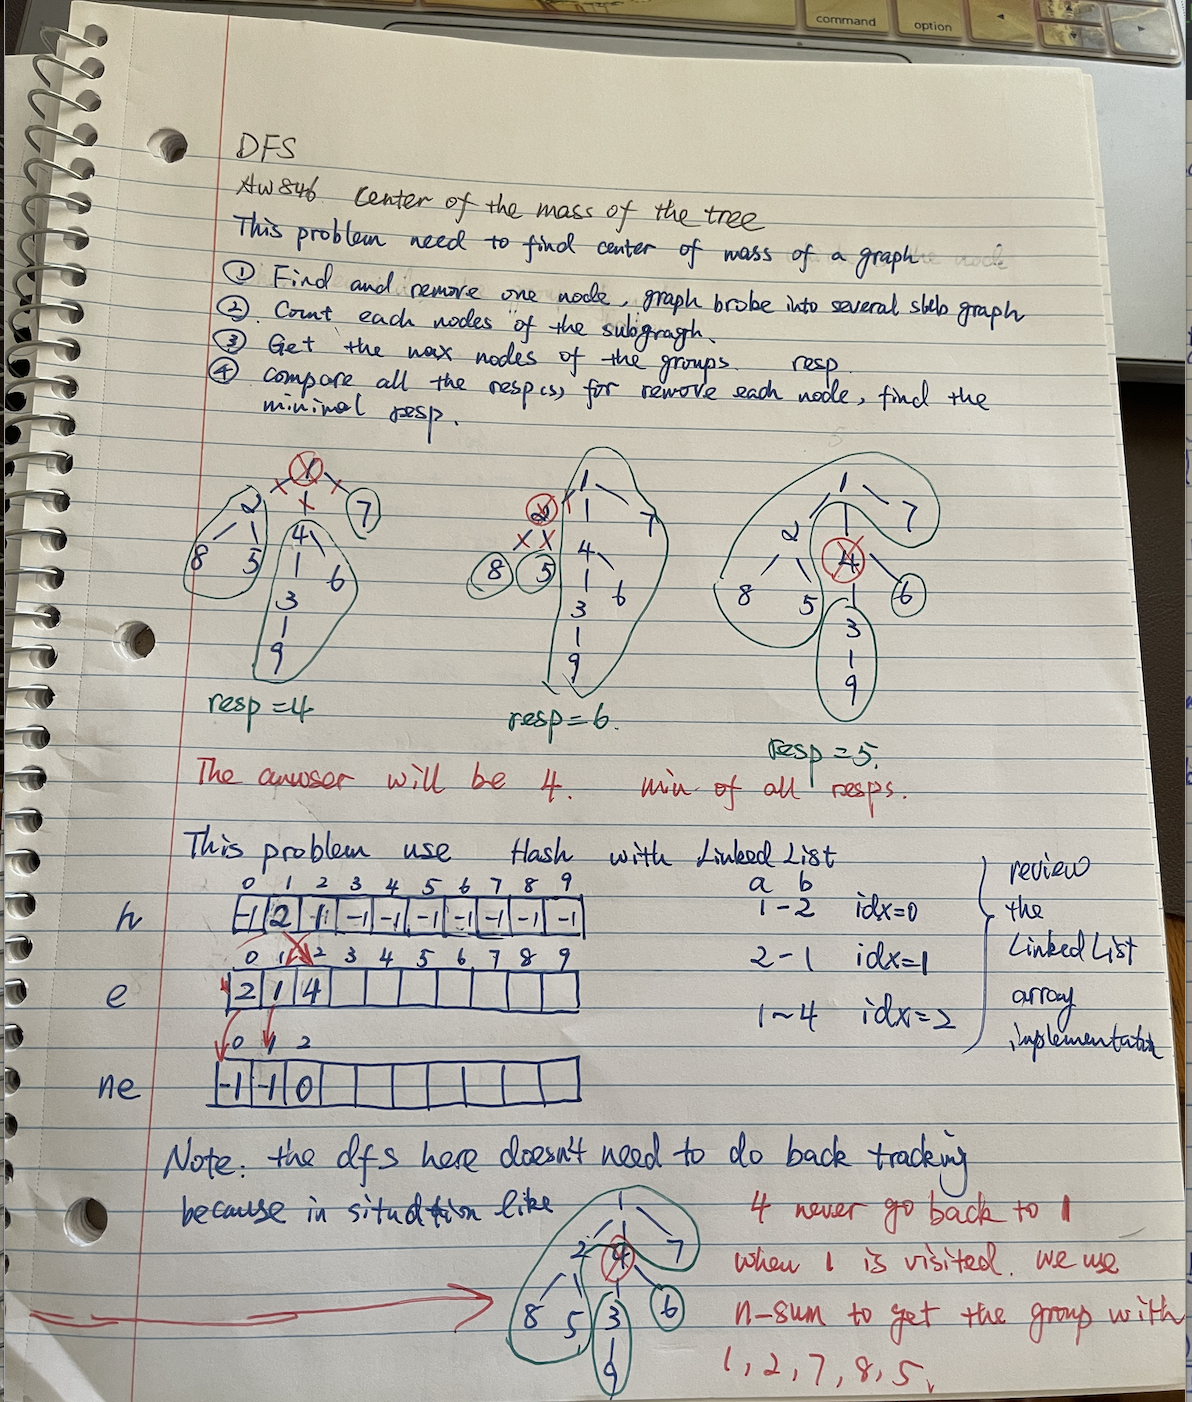 command
option
DFS
AW846 Center of the mass of the tree
This problem need to find center of mass of a graph
① Find and remove one node, graph broke into several sub graph
② Count each nodes of the subgragh.
③ Get the max nodes of the groups. resp.
④ compare all the resp(s) for remove each node, find the
minimal resp.
1
2 4 7
8 5 3 6
9
resp=4
1
2 4 7
8 5 3 6
9
resp=6.
1
2 4 7
8 5 3 6
9
resp=5.
The answer will be 4. min of all resps.
This problem use Hash with Linked List
0 1 2 3 4 5 6 7 8 9
h -1 2 1 -1 -1 -1 -1 -1 -1 -1
0 1 2 3 4 5 6 7 8 9
e 2 1 4
0 1 2
ne -1 -1 0
a b
1-2 idx=0
2-1 idx=1
1~4 idx=2
review
the
Linked List
array
implementation
Note: the dfs here doesn't need to do back tracking
because in situation like
1
2 4 7
8 5 3 6
9
4 never go back to 1
when 1 is visited. we use
n-sum to get the group with
1, 2, 7, 8, 5,